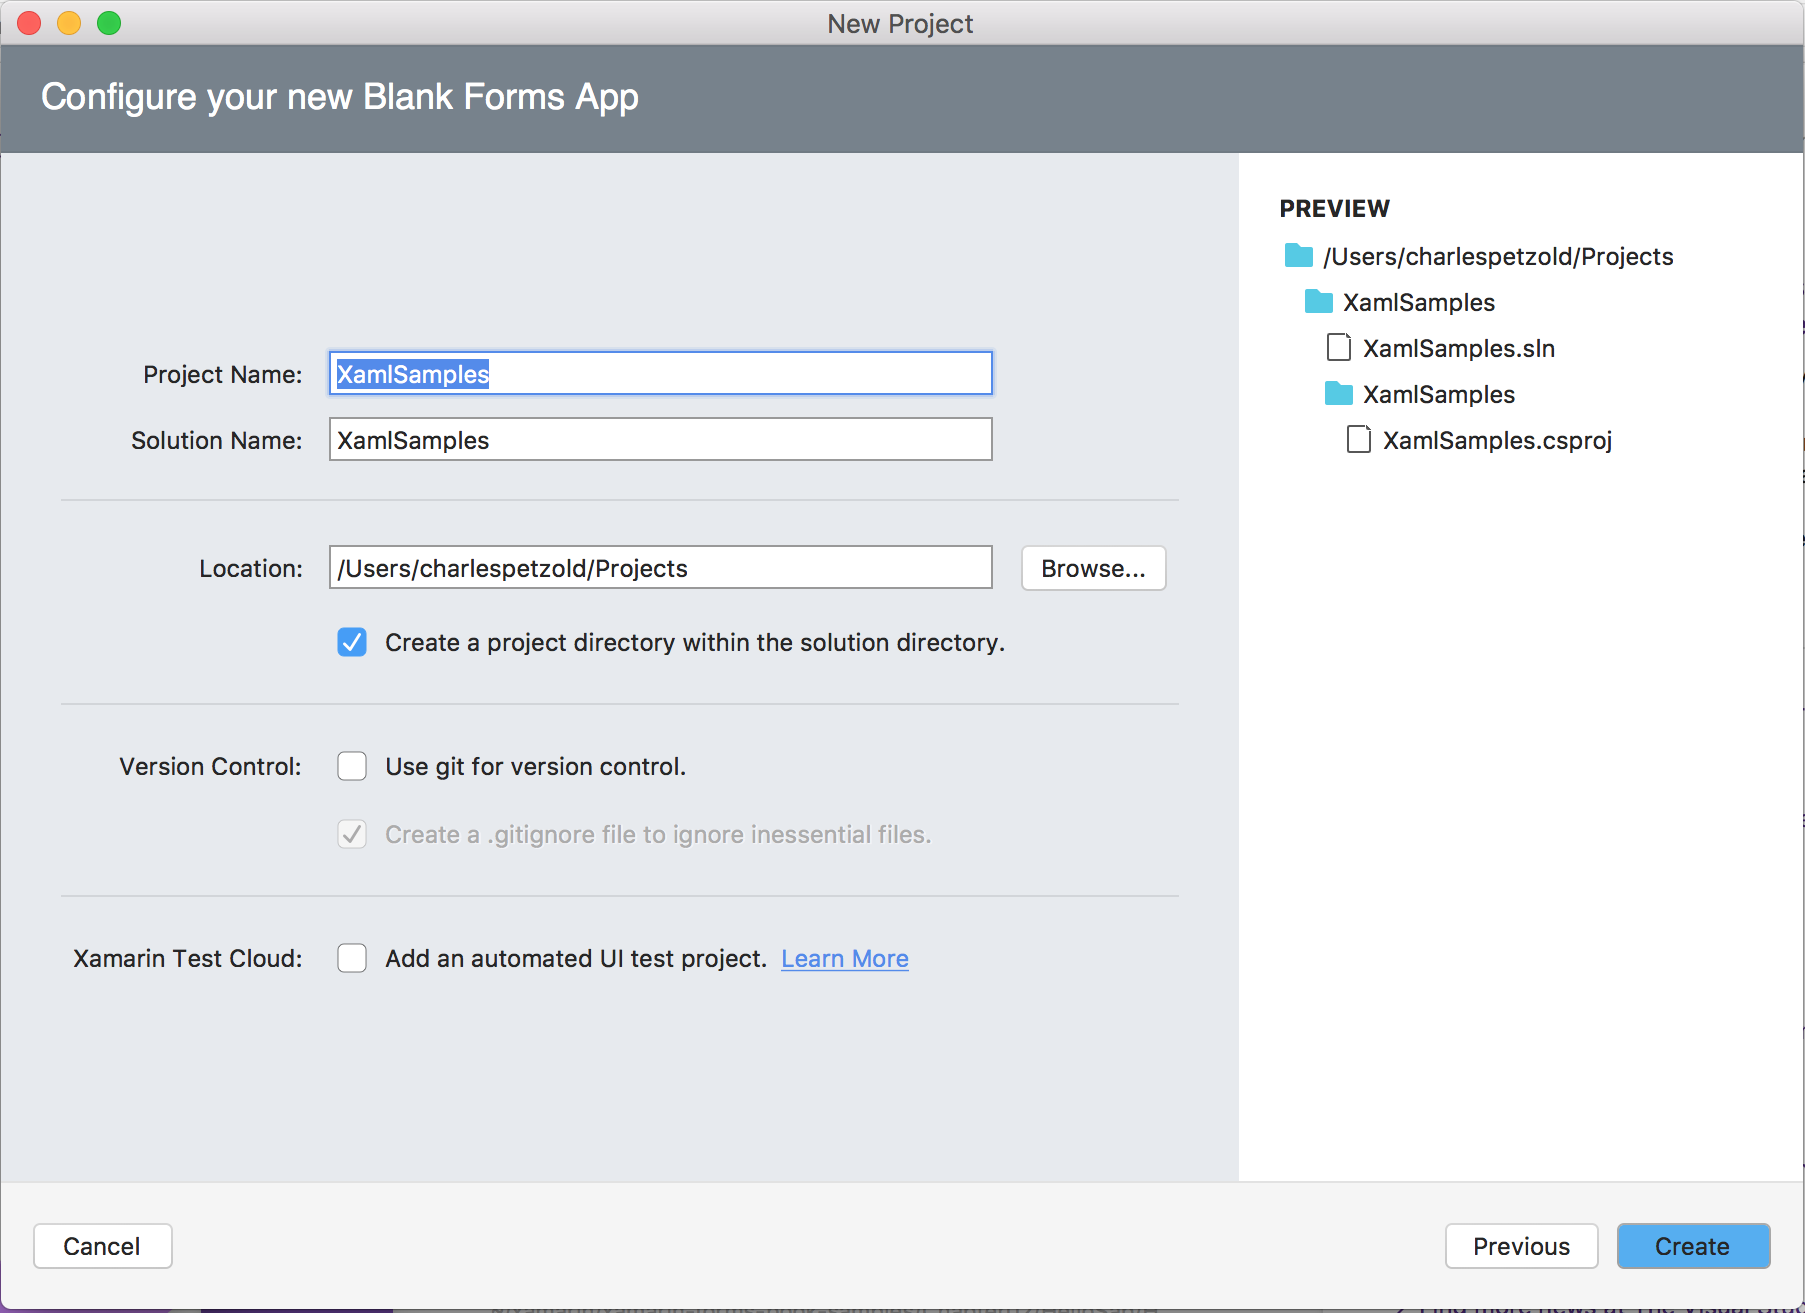 New Project
Configure your new Blank Forms App
PREVIEW
/Users/charlespetzold/Projects
XamlSamples
XamlSamples.sln
XamlSamples
XamlSamples.csproj
Project Name: XamlSamples
Solution Name: XamlSamples
Location: /Users/charlespetzold/Projects Browse...
Create a project directory within the solution directory.
Version Control: Use git for version control.
Create a .gitignore file to ignore inessential files.
Xamarin Test Cloud: Add an automated UI test project. Learn More
Cancel Previous Create